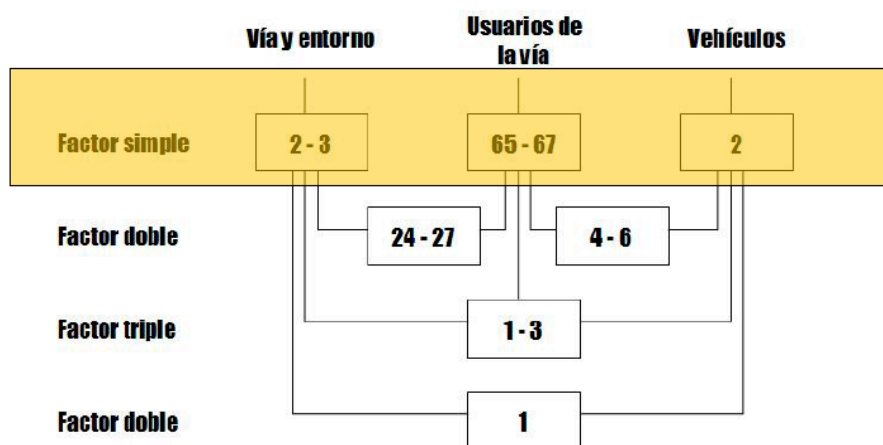 Vía y entorno
Usuarios de
la vía
Vehículos
Factor simple
2 - 3
65 - 67
2
Factor doble
24 - 27
4 - 6
Factor triple
1 - 3
Factor doble
1